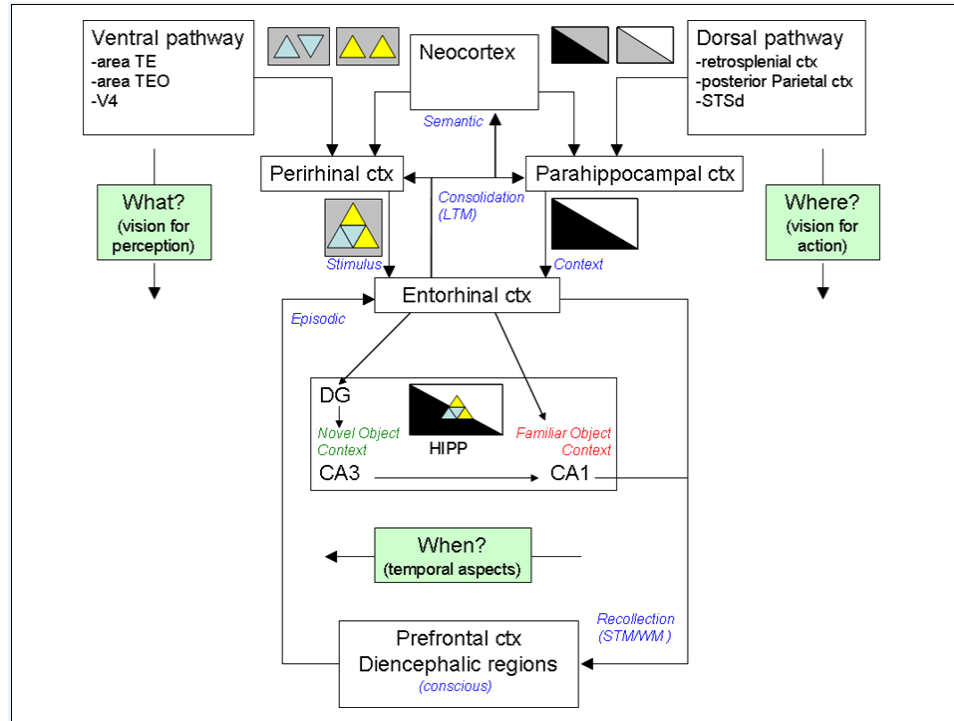 Ventral pathway
-area TE
-area TEO
-V4
Neocortex
Dorsal pathway
-retrosplenial ctx
-posterior Parietal ctx
-STSd
Semantic
Perirhinal ctx
Parahippocampal ctx
What?
(vision for
perception)
Consolidation
(LTM)
Where?
(vision for
action)
Stimulus
Context
Entorhinal ctx
Episodic
DG
Novel Object
Context
HIPP
Familiar Object
Context
CA3
CA1
When?
(temporal aspects)
Recollection
(STM/WM )
Prefrontal ctx
Diencephalic regions
(conscious)